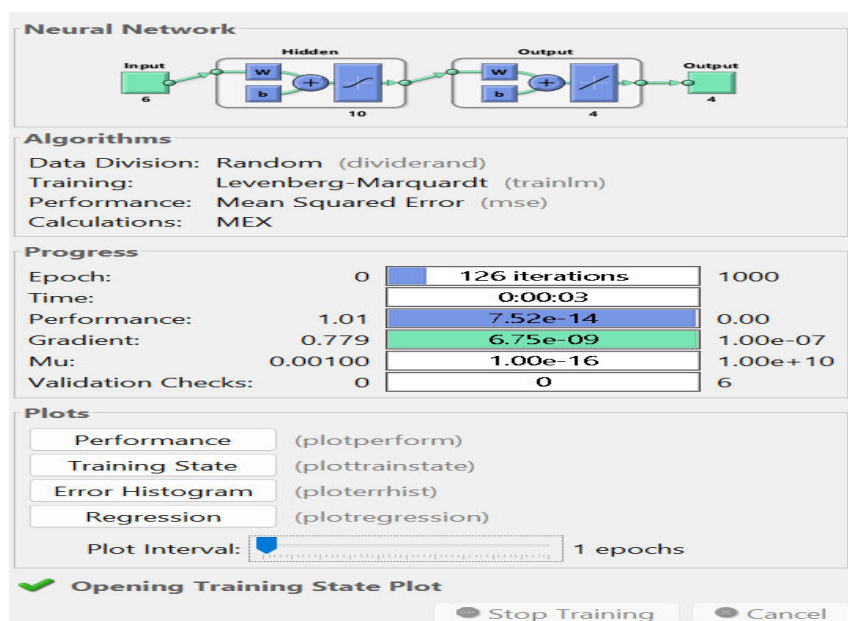 Neural Network
Hidden Output
Input Output
W W
b b
6 10 4 4
Algorithms
Data Division: Random (dividerand)
Training: Levenberg-Marquardt (trainlm)
Performance: Mean Squared Error (mse)
Calculations: MEX
Progress
Epoch: 0 126 iterations 1000
Time: 0:00:03
Performance: 1.01 7.52e-14 0.00
Gradient: 0.779 6.75e-09 1.00e-07
Mu: 0.00100 1.00e-16 1.00e+10
Validation Checks: 0 0 6
Plots
Performance (plotperform)
Training State (plottrainstate)
Error Histogram (ploterrhist)
Regression (plotregression)
Plot Interval: 1 epochs
Opening Training State Plot
Stop Training Cancel